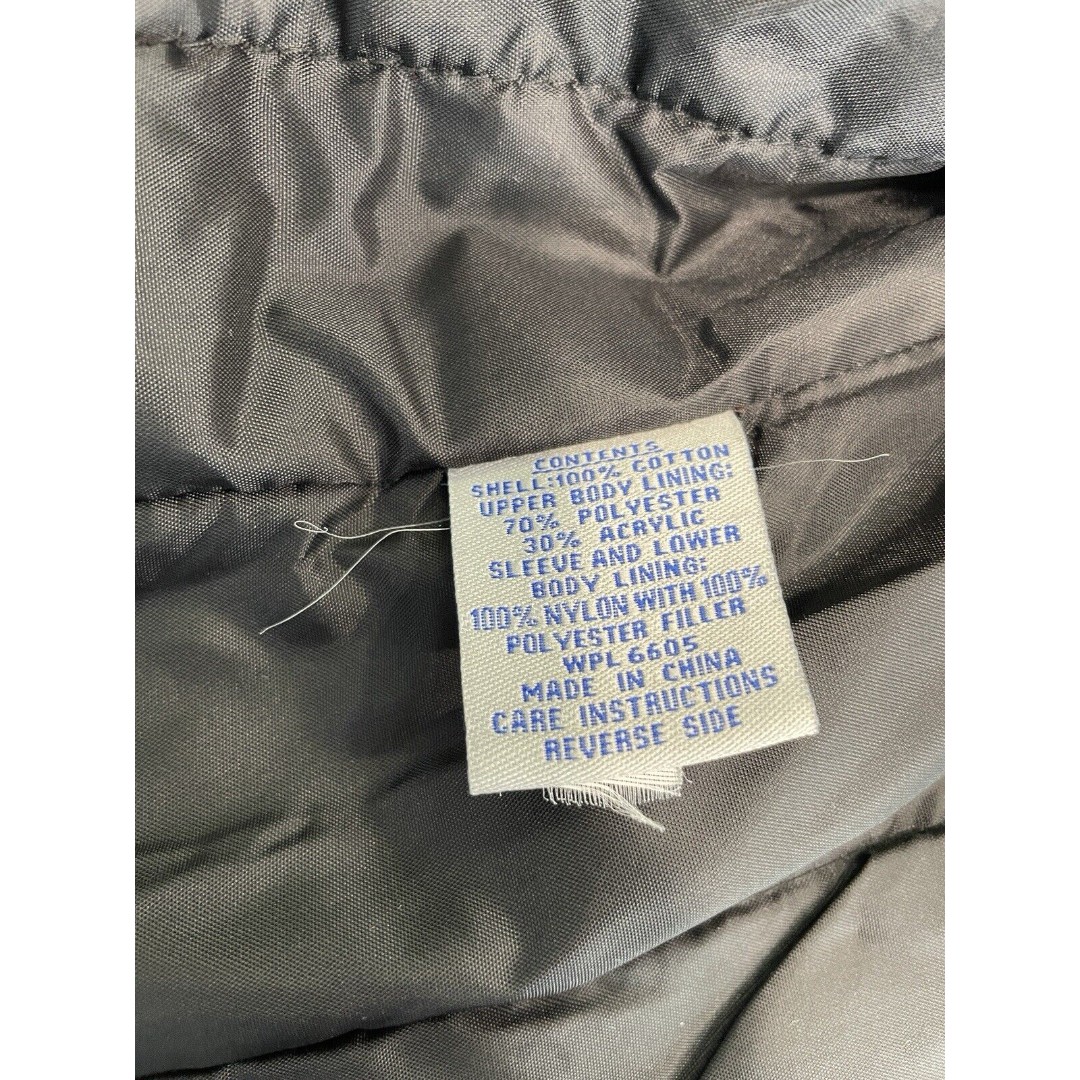 CONTENTS
SHELL:100% COTTON
UPPER BODY LINING:
70% POLYESTER
30% ACRYLIC
SLEEVE AND LOWER
BODY LINING:
100% NYLON WITH 100%
POLYESTER FILLER
WPL 6605
MADE IN CHINA
CARE INSTRUCTIONS
REVERSE SIDE